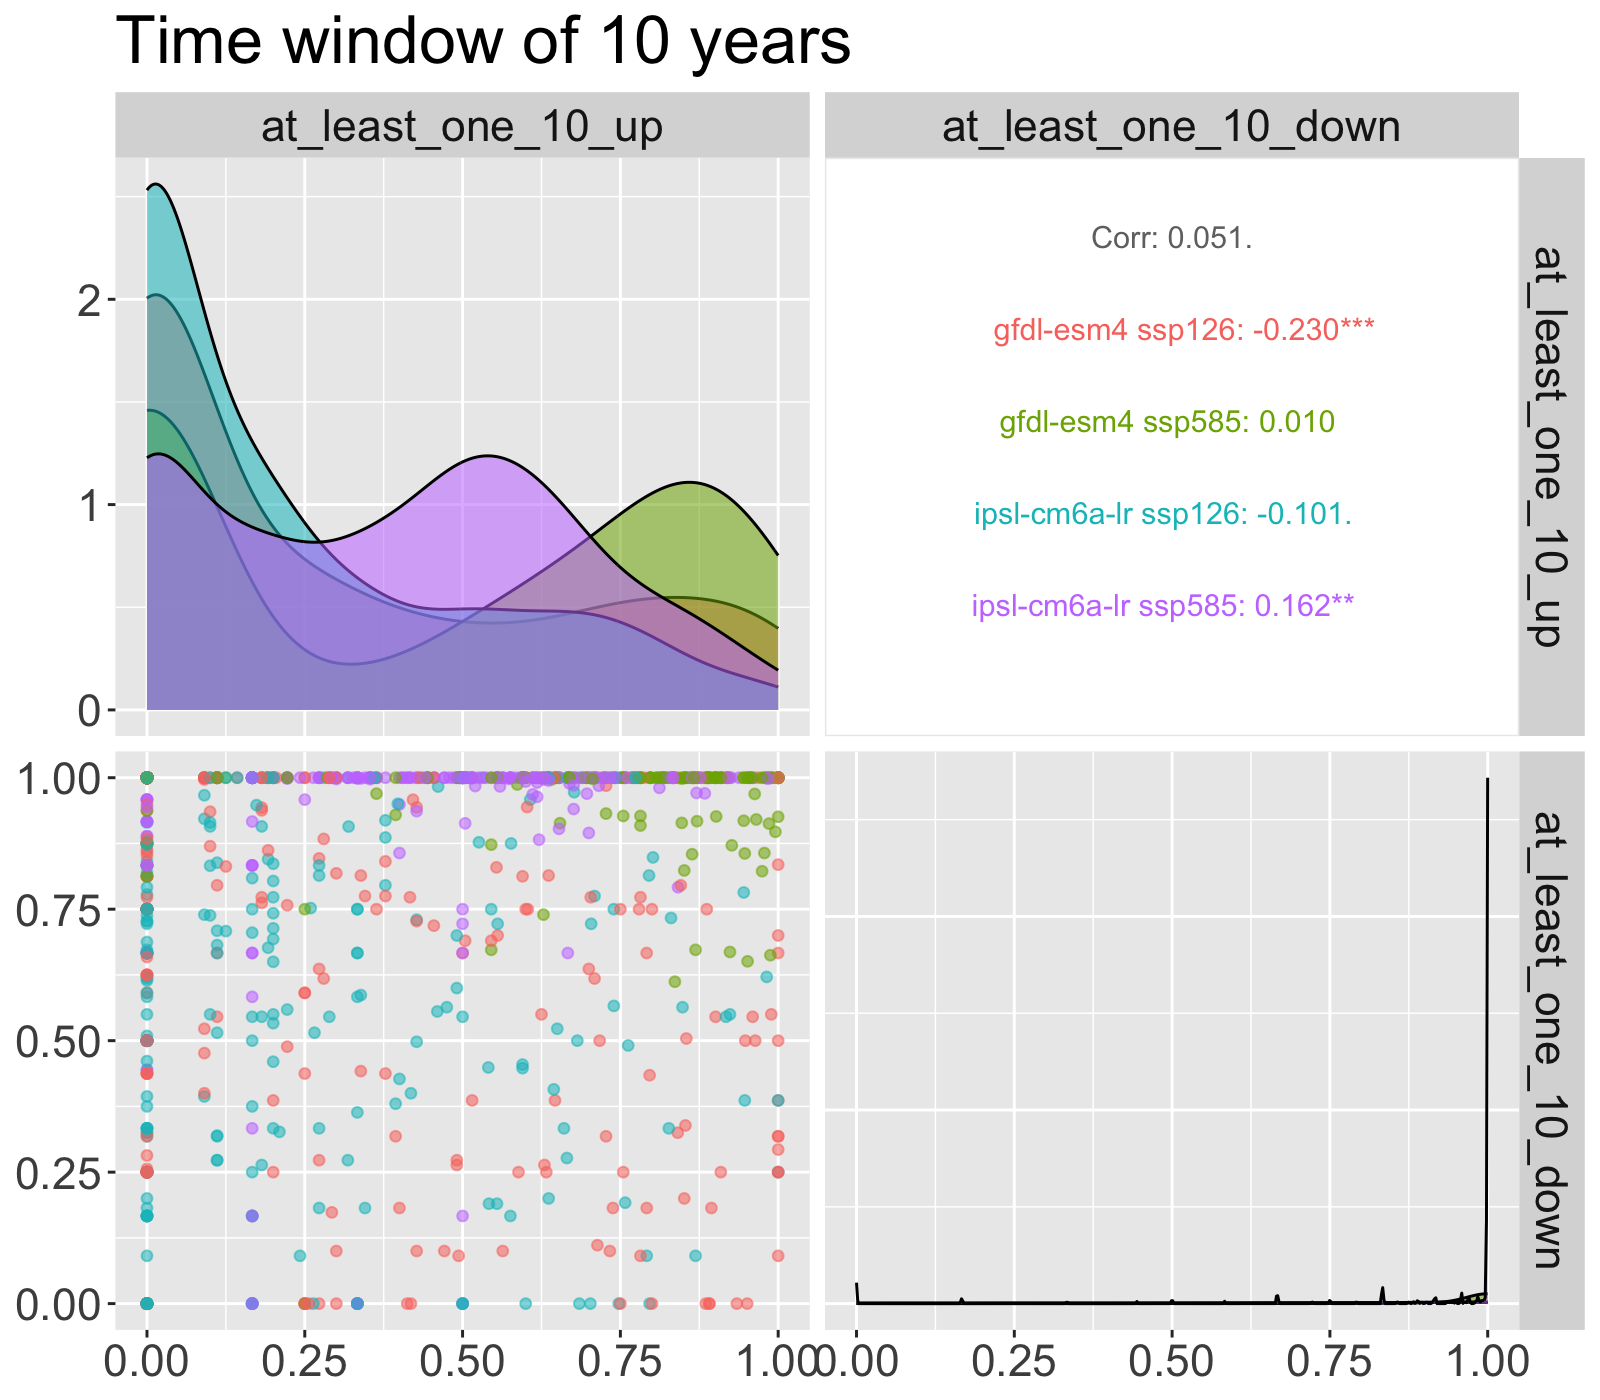 Time window of 10 years
at_least_one_10_up
at_least_one_10_down
2
1
0
Corr: 0.051.
gfdl-esm4 ssp126: -0.230***
gfdl-esm4 ssp585: 0.010
ipsl-cm6a-lr ssp126: -0.101.
ipsl-cm6a-lr ssp585: 0.162**
at_least_one_10_up
1.00
0.75
0.50
0.25
0.00
at_least_one_10_down
0.00 0.25 0.50 0.75 1.00
0.00 0.25 0.50 0.75 1.00